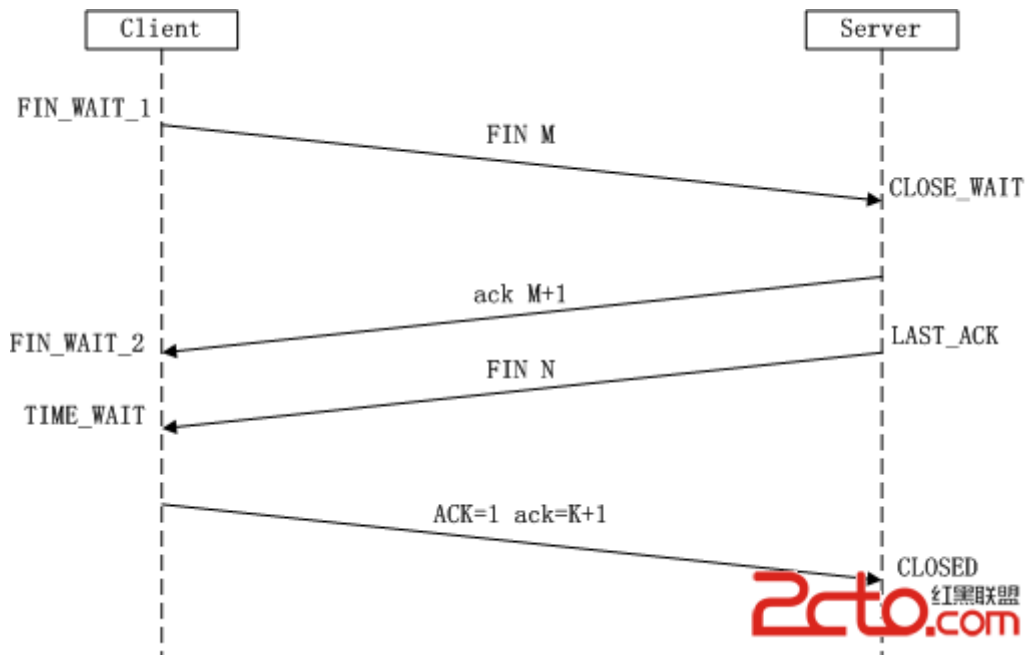 Client
Server
FIN_WAIT_1
FIN M
CLOSE_WAIT
ack M+1
FIN_WAIT_2
LAST_ACK
FIN N
TIME_WAIT
ACK=1 ack=K+1
CLOSED
2cto
红黑联盟
.com